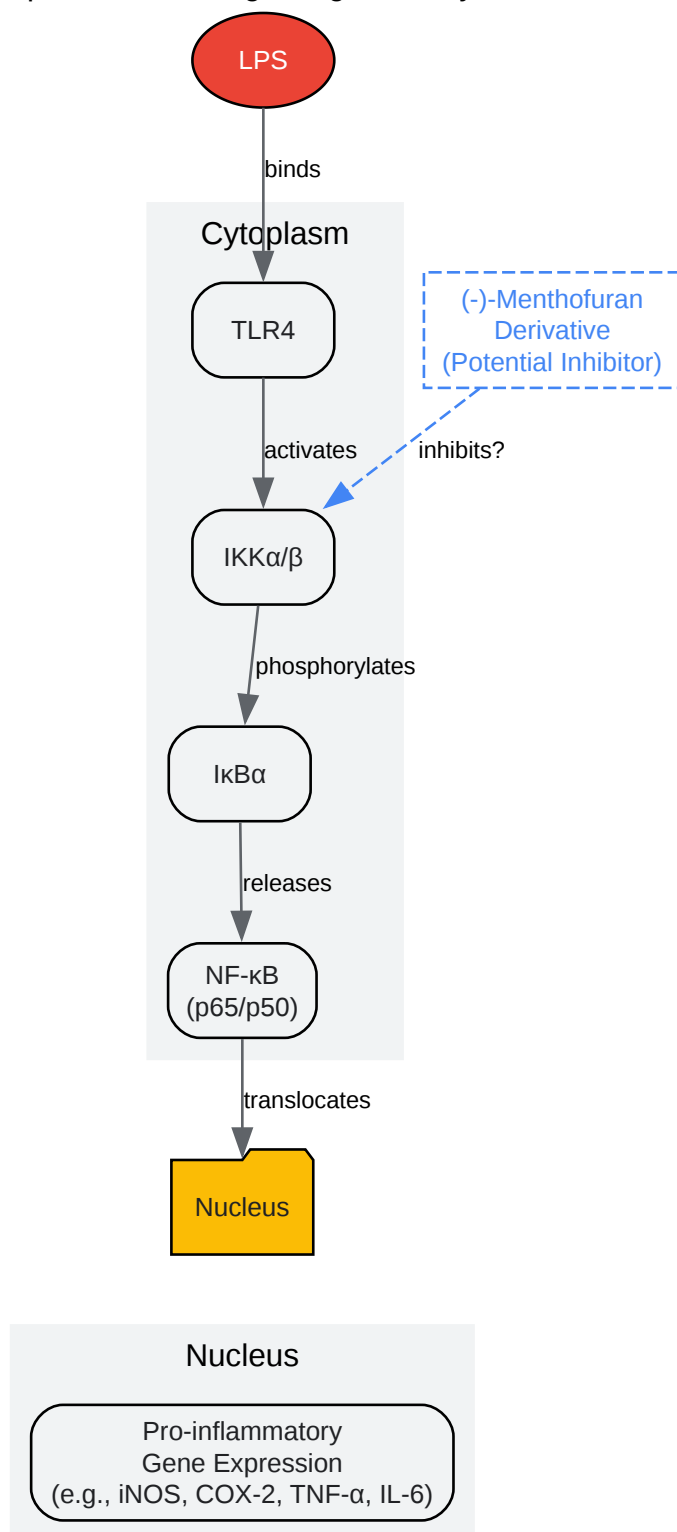 LPS
binds
Cytoplasm
TLR4
(-)-Menthofuran
Derivative
(Potential Inhibitor)
activates
inhibits?
IKKα/β
phosphorylates
IκBα
releases
NF-κB
(p65/p50)
translocates
Nucleus
Nucleus
Pro-inflammatory
Gene Expression
(e.g., iNOS, COX-2, TNF-α, IL-6)